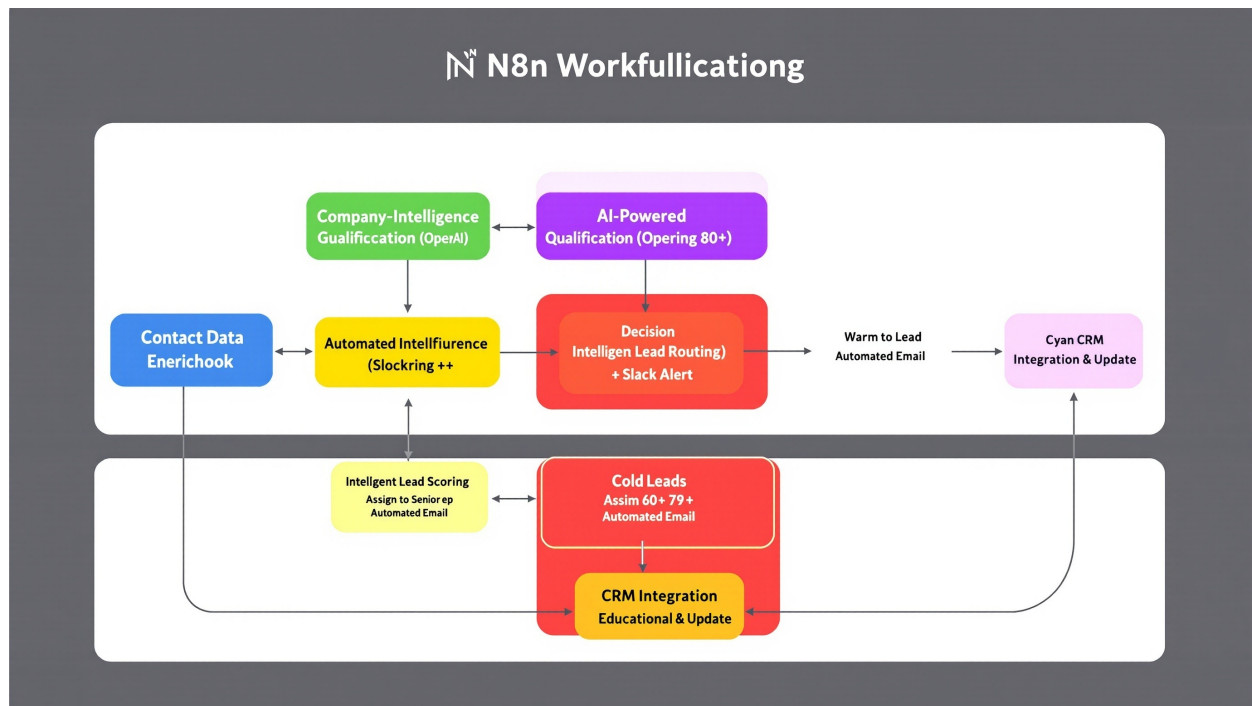 N8n Workfullicationg
Company-Intelligence
Gualificcation (OperAI)
AI-Powered
Qualification (Opering 80+)
Contact Data
Enerichook
Automated Intellfiurence
(Slockring ++
Decision
Intelligen Lead Routing)
+ Slack Alert
Warm to Lead
Automated Email
Cyan CRM
Integration & Update
Intellgent Lead Scoring
Assign to Senior ep
Automated Email
Cold Leads
Assim 60+ 79+
Automated Email
CRM Integration
Educational & Update